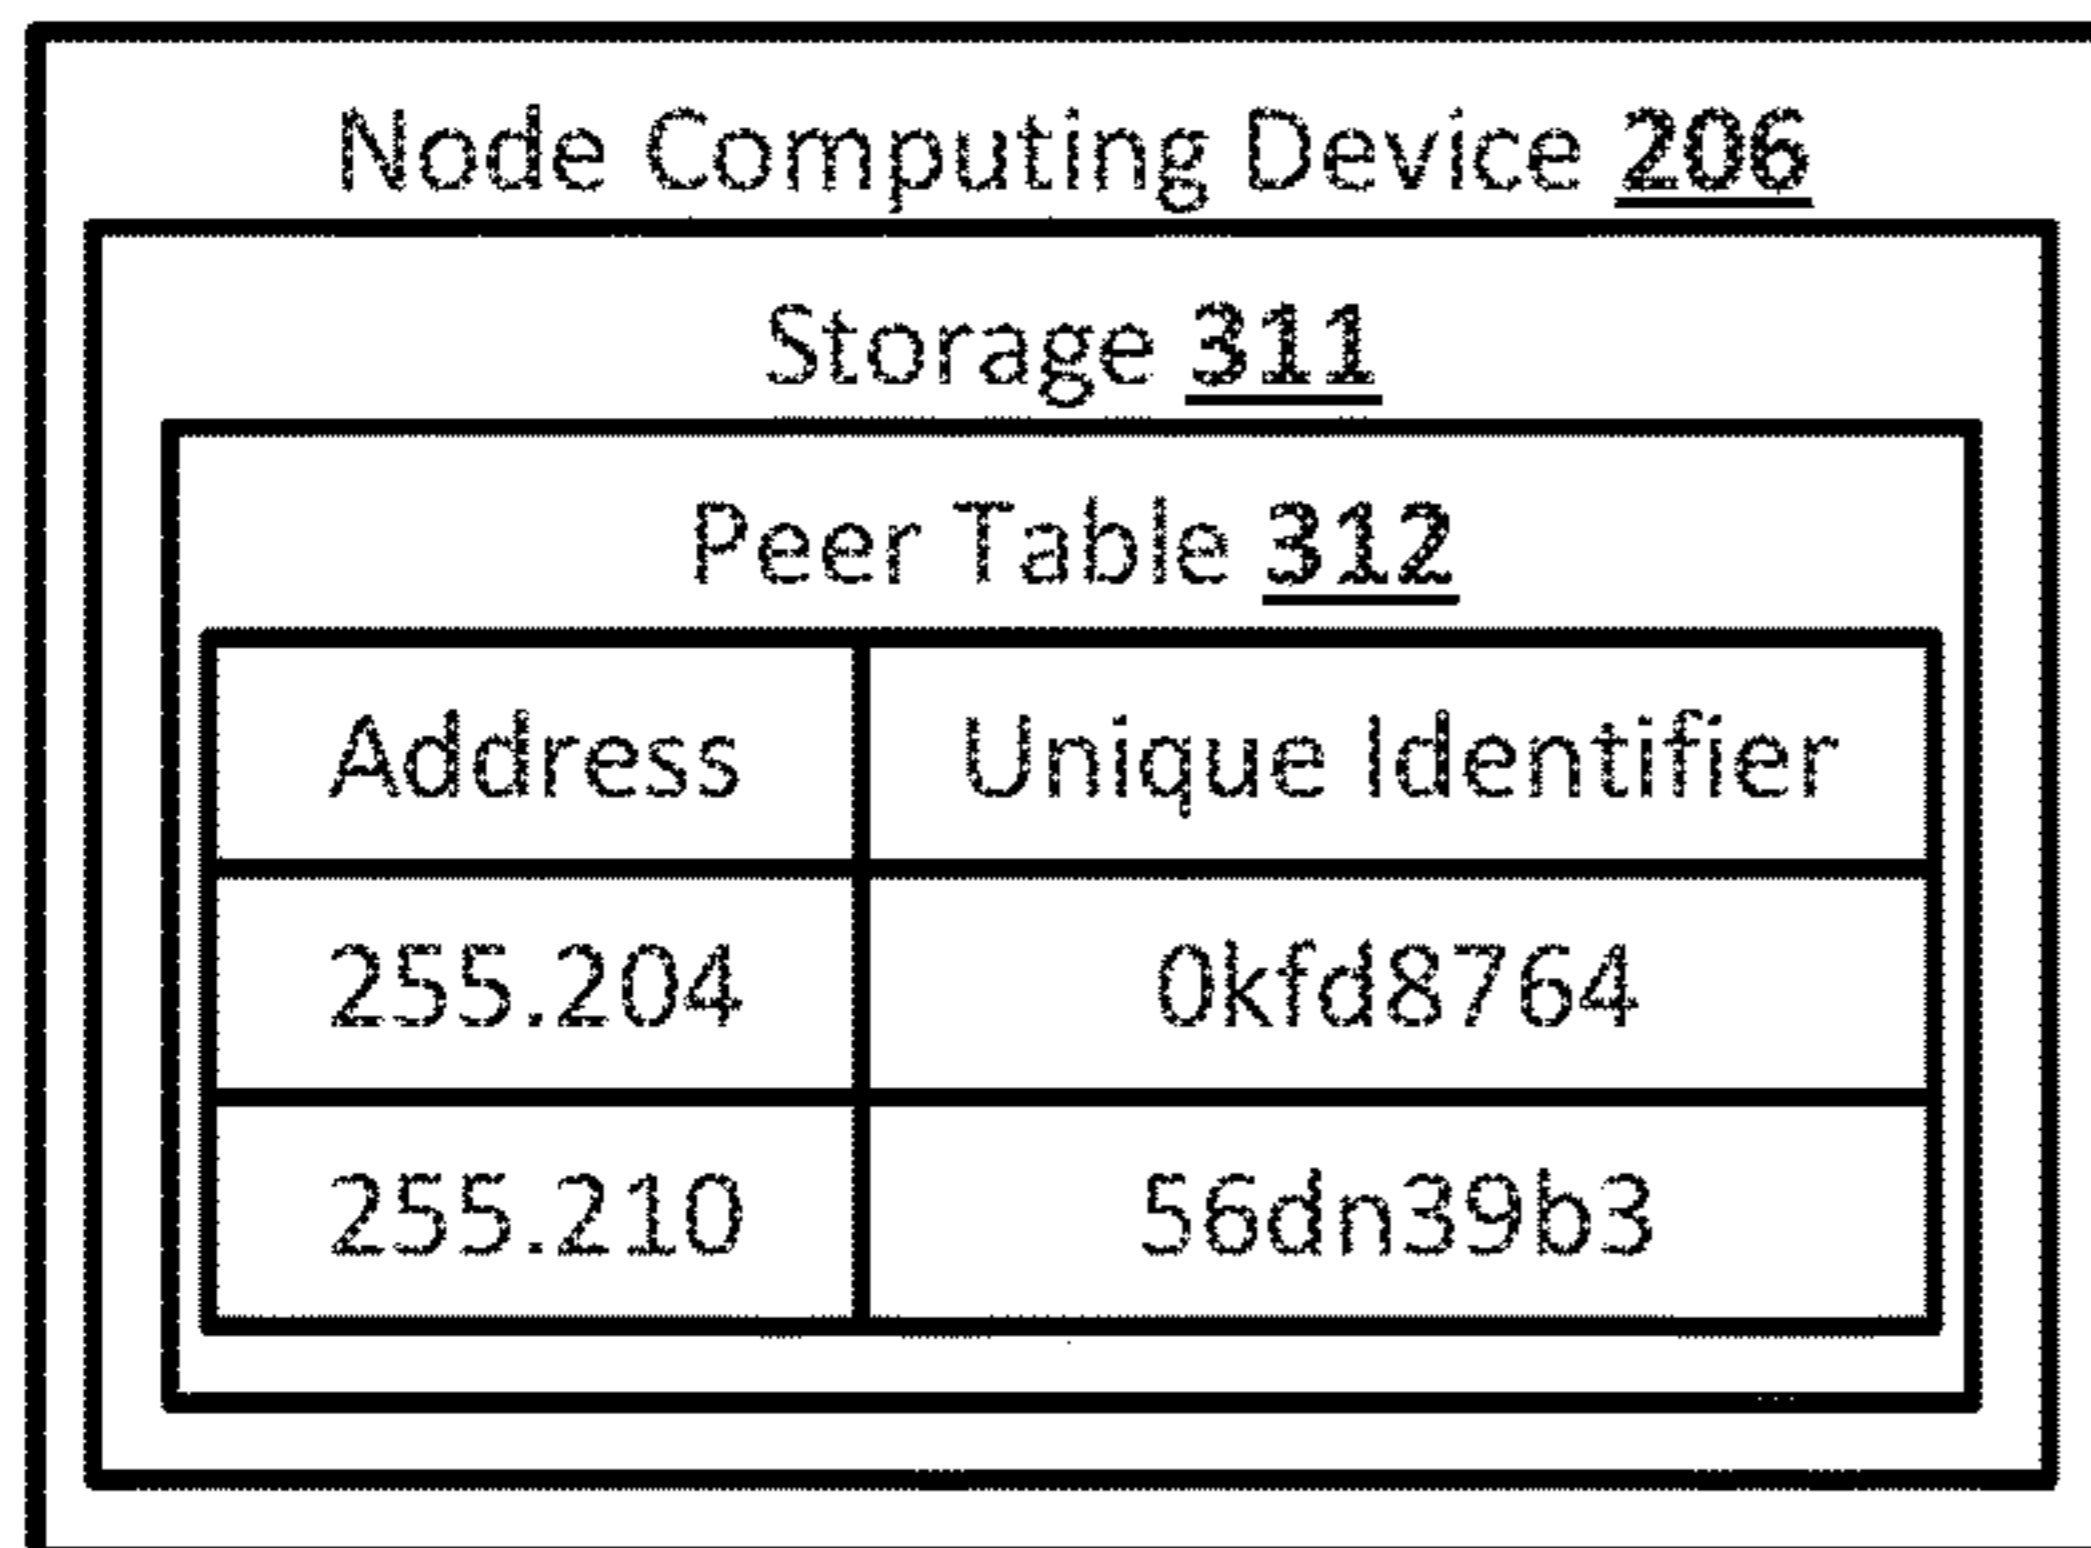 Node Computing Device 206
Storage 311
Peer Table 312
Address Unique Identifier
255.204 0kfd8764
255.210 56dn39b3